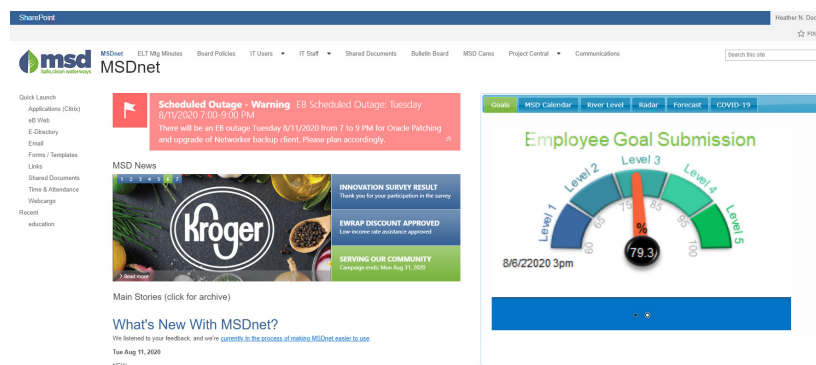 SharePoint
Heather N. Doc
FOL
msd
Safe,clean waterways
MSDnet ELT Mtg Minutes Board Policies IT Users IT Staff Shared Documents Bulletin Board MSD Cares Project Central Communications
MSDnet
Search this site
Quick Launch
Applications (Citrix)
eB Web
E-Directory
Email
Forms / Templates
Links
Shared Documents
Time & Attendance
Webcargo
Recent
education
Scheduled Outage - Warning EB Scheduled Outage: Tuesday
8/11/2020 7:00-9:00 PM
There will be an EB outage Tuesday 8/11/2020 from 7 to 9 PM for Oracle Patching
and upgrade of Networker backup client. Please plan accordingly.
MSD News
1 2 3 4 5 6 7
Kroger
Read more
INNOVATION SURVEY RESULT
Thank you for your participation in the survey
EWRAP DISCOUNT APPROVED
Low-income rate assistance approved
SERVING OUR COMMUNITY
Campaign ends: Mon Aug 31, 2020
Main Stories (click for archive)
What's New With MSDnet?
We listened to your feedback, and we're currently in the process of making MSDnet easier to use
Tue Aug 11, 2020
NEW
Goals MSD Calendar River Level Radar Forecast COVID-19
Employee Goal Submission
Level 1
Level 2
Level 3
Level 4
Level 5
60 65 75 85 95 100
%
79.3
8/6/22020 3pm